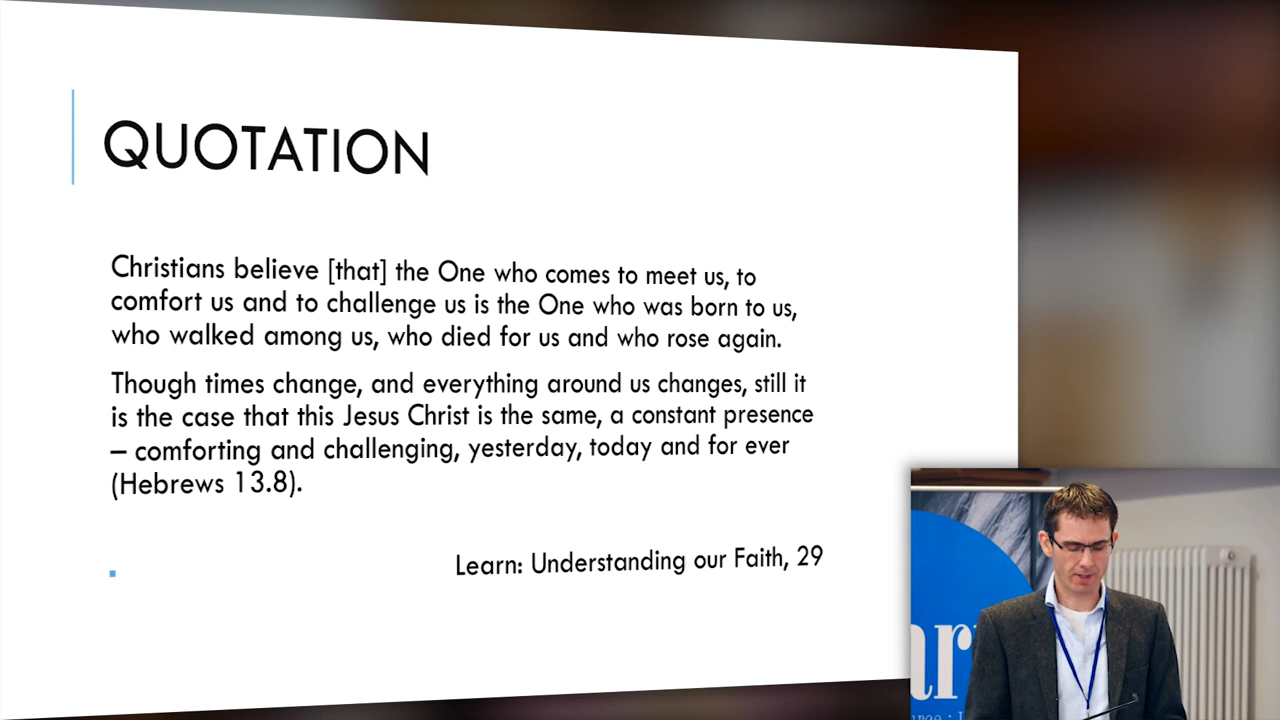 QUOTATION
Christians believe [that] the One who comes to meet us, to
comfort us and to challenge us is the One who was born to us,
who walked among us, who died for us and who rose again.
Though times change, and everything around us changes, still it
is the case that this Jesus Christ is the same, a constant presence
– comforting and challenging, yesterday, today and for ever
(Hebrews 13.8).
Learn: Understanding our Faith, 29